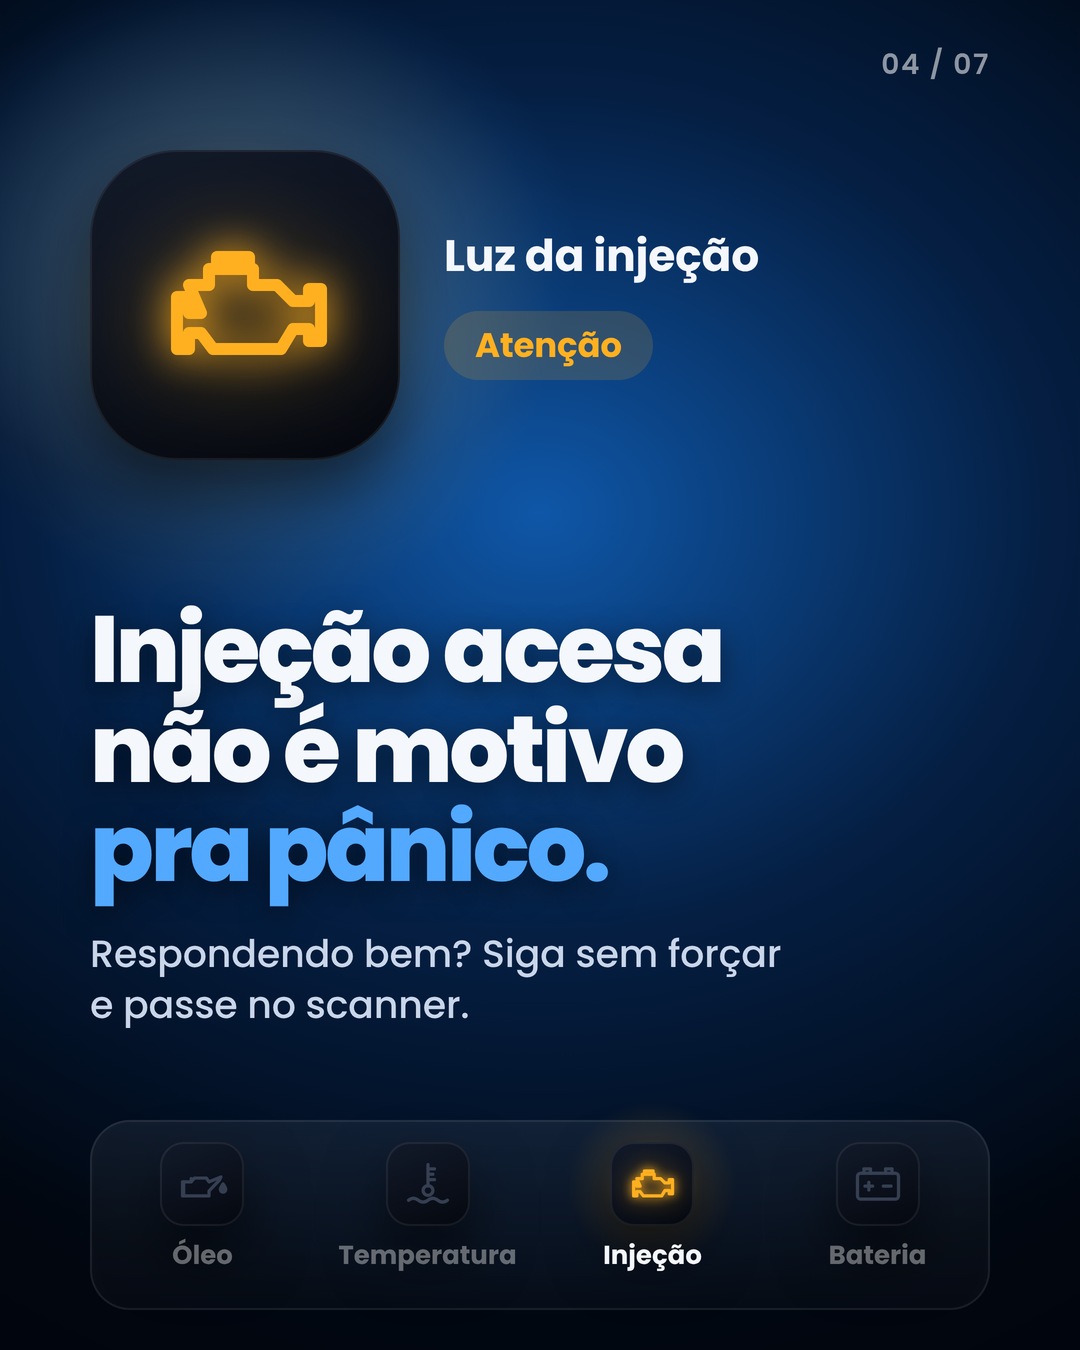 04 / 07
Luz da injeção
Atenção
Injeção acesa
não é motivo
pra pânico.
Respondendo bem? Siga sem forçar
e passe no scanner.
Óleo
Temperatura
Injeção
Bateria